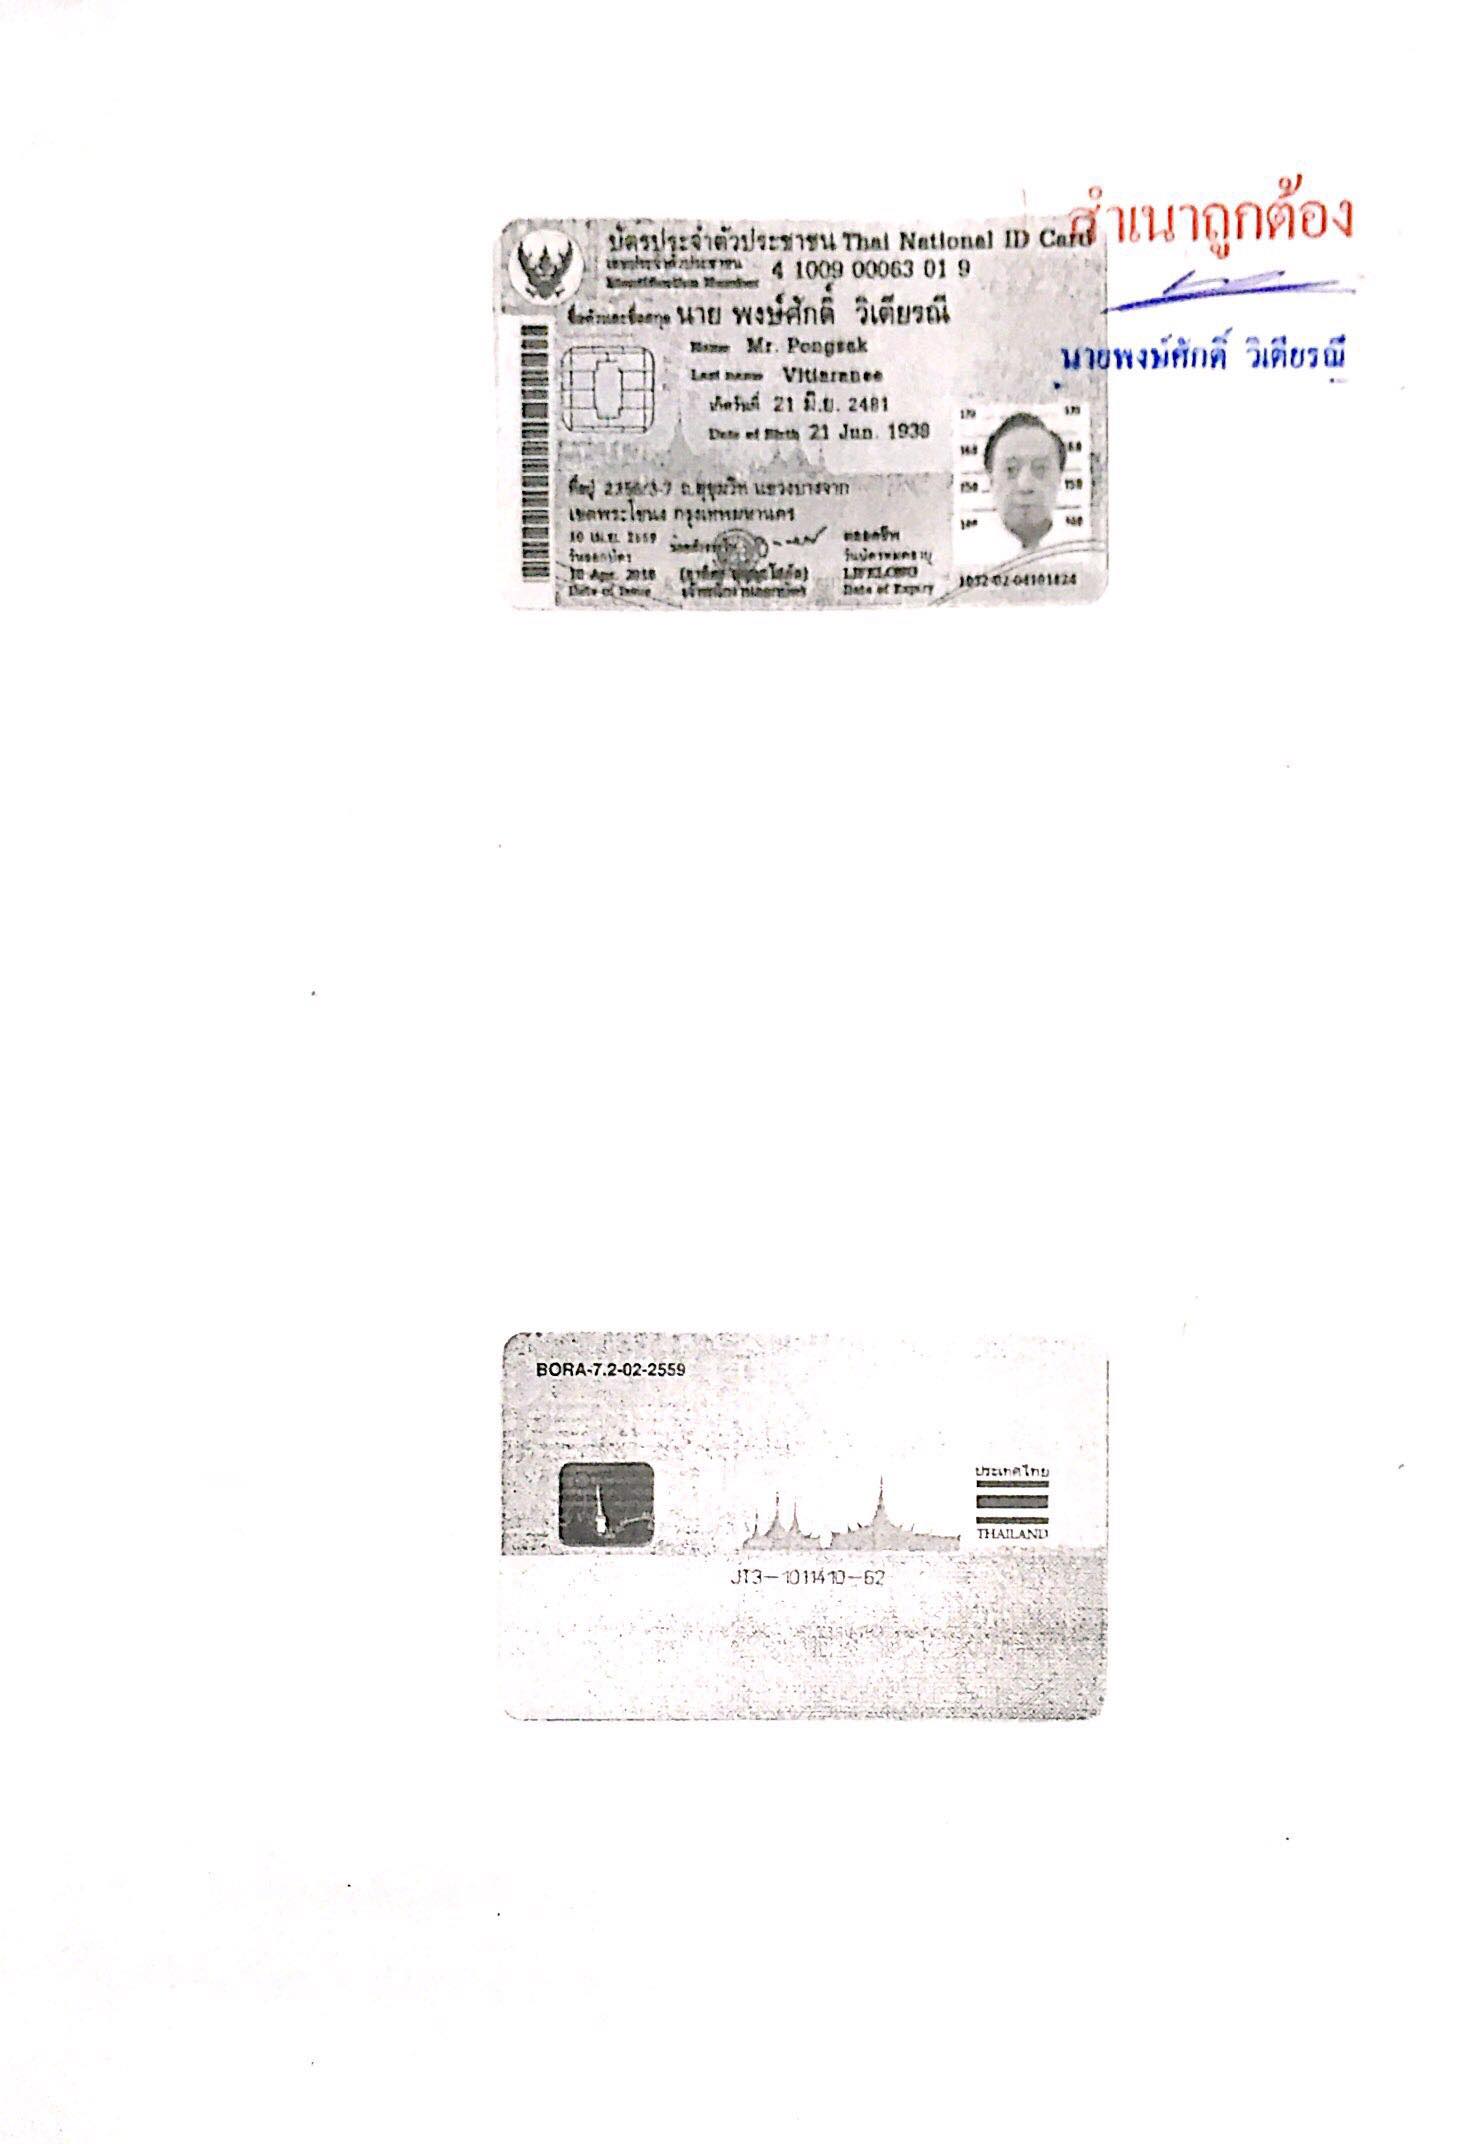 สำเนาถูกต้อง
บัตรประจำตัวประชาชน Thai National ID Card
เลขประจำตัวประชาชน 4 1009 00063 01 9
Identification Number
ชื่อตัวและชื่อสกุล นาย พงษ์ศักดิ์ วิเตียรณี
Name Mr. Pongsak
นายพงษ์ศักดิ์ วิเตียรณี
Last name Vitiaranee
เกิดวันที่ 21 มิ.ย. 2481
Date of Birth 21 Jun. 1938
170 170
160 160
150 150
140 140
ที่อยู่ ถ.สุขุมวิท แขวงบางจาก
เขตพระโขนง กรุงเทพมหานคร
10 เม.ย. 2559 ตลอดชีพ
วันออกบัตร วันบัตรหมดอายุ
10 Apr. 2016 LIFELONG
Date of Issue เจ้าพนักงานออกบัตร Date of Expiry
1032-02-04101424
BORA-7.2-02-2559
ประเทศไทย
THAILAND
JT3-1011410-62